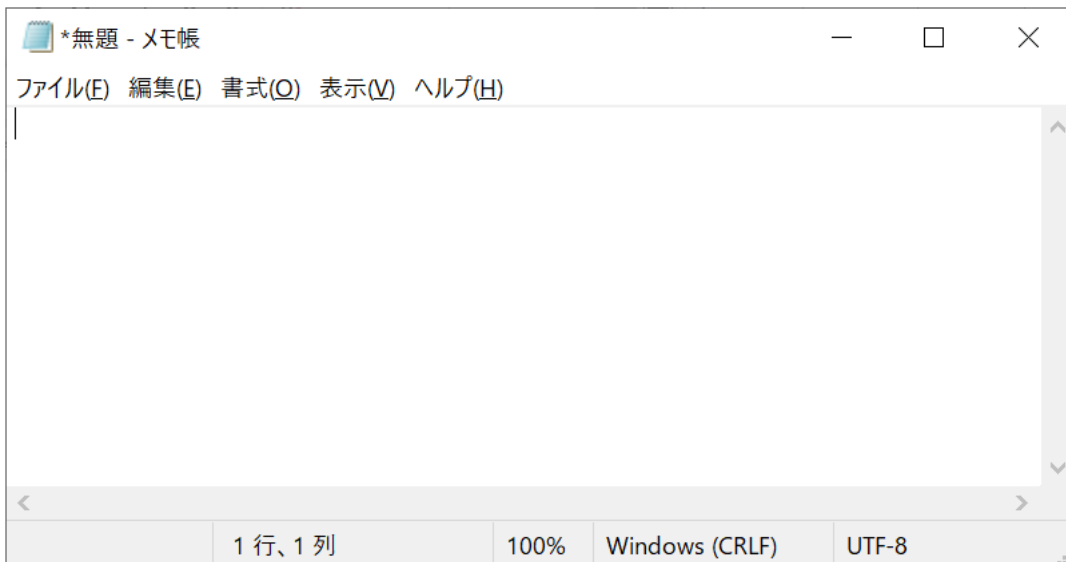 *無題 - メモ帳
ファイル(F) 編集(E) 書式(O) 表示(V) ヘルプ(H)
1 行、1 列 100% Windows (CRLF) UTF-8